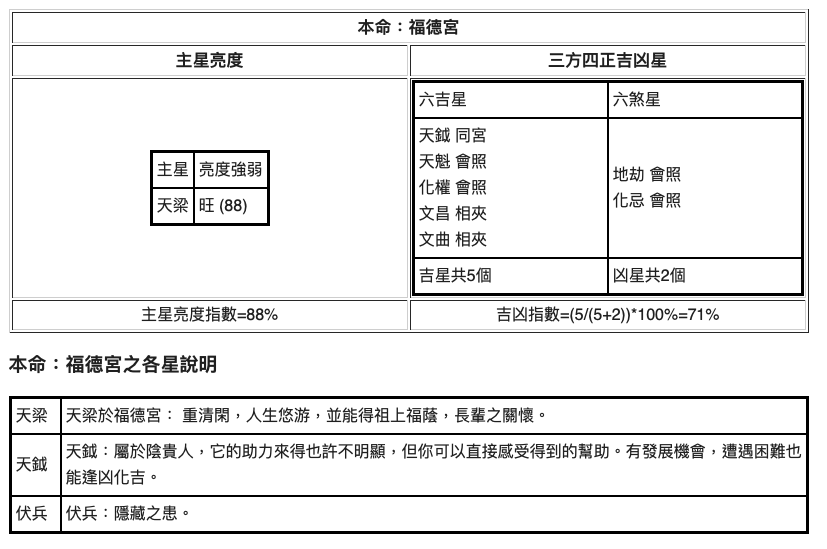 本命：福德宮
主星亮度
三方四正吉凶星
主星 亮度強弱
天梁 旺 (88)
六吉星
六煞星
天鉞 同宮
天魁 會照
化權 會照
文昌 相夾
文曲 相夾
地劫 會照
化忌 會照
吉星共5個
凶星共2個
主星亮度指數=88%
吉凶指數=(5/(5+2))*100%=71%
本命：福德宮之各星說明
天梁 天梁於福德宮： 重清閑，人生悠游，並能得祖上福蔭，長輩之關懷。
天鉞 天鉞：屬於陰貴人，它的助力來得也許不明顯，但你可以直接感受得到的幫助。有發展機會，遭遇困難也
能逢凶化吉。
伏兵 伏兵：隱藏之患。